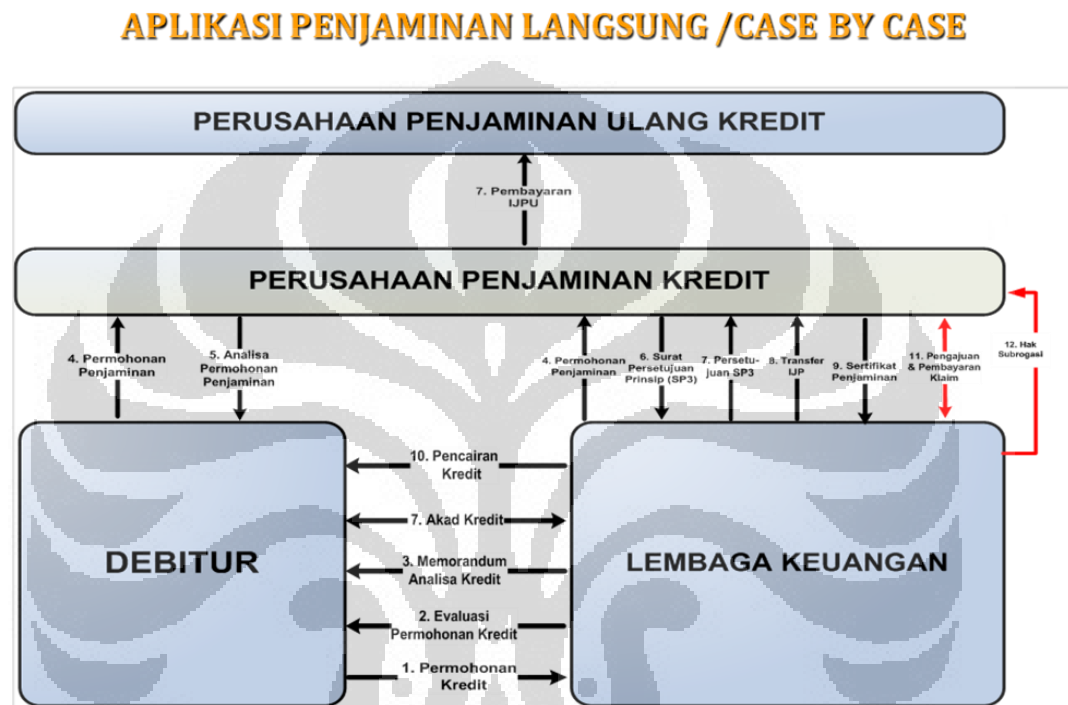 APLIKASI PENJAMINAN LANGSUNG /CASE BY CASE
PERUSAHAAN PENJAMINAN ULANG KREDIT
7. Pembayaran
IJPU
PERUSAHAAN PENJAMINAN KREDIT
4. Permohonan
Penjaminan
5. Analisa
Permohonan
Penjaminan
4. Permohonan
Penjaminan
6. Surat
Persetujuan
Prinsip (SP3)
7. Persetu-
juan SP3
8. Transfer
IJP
9. Sertifikat
Penjaminan
11. Pengajuan
& Pembayaran
Klaim
12. Hak
Subrogasi
DEBITUR
10. Pencairan
Kredit
7. Akad Kredit
3. Memorandum
Analisa Kredit
2. Evaluasi
Permohonan Kredit
1. Permohonan
Kredit
LEMBAGA KEUANGAN